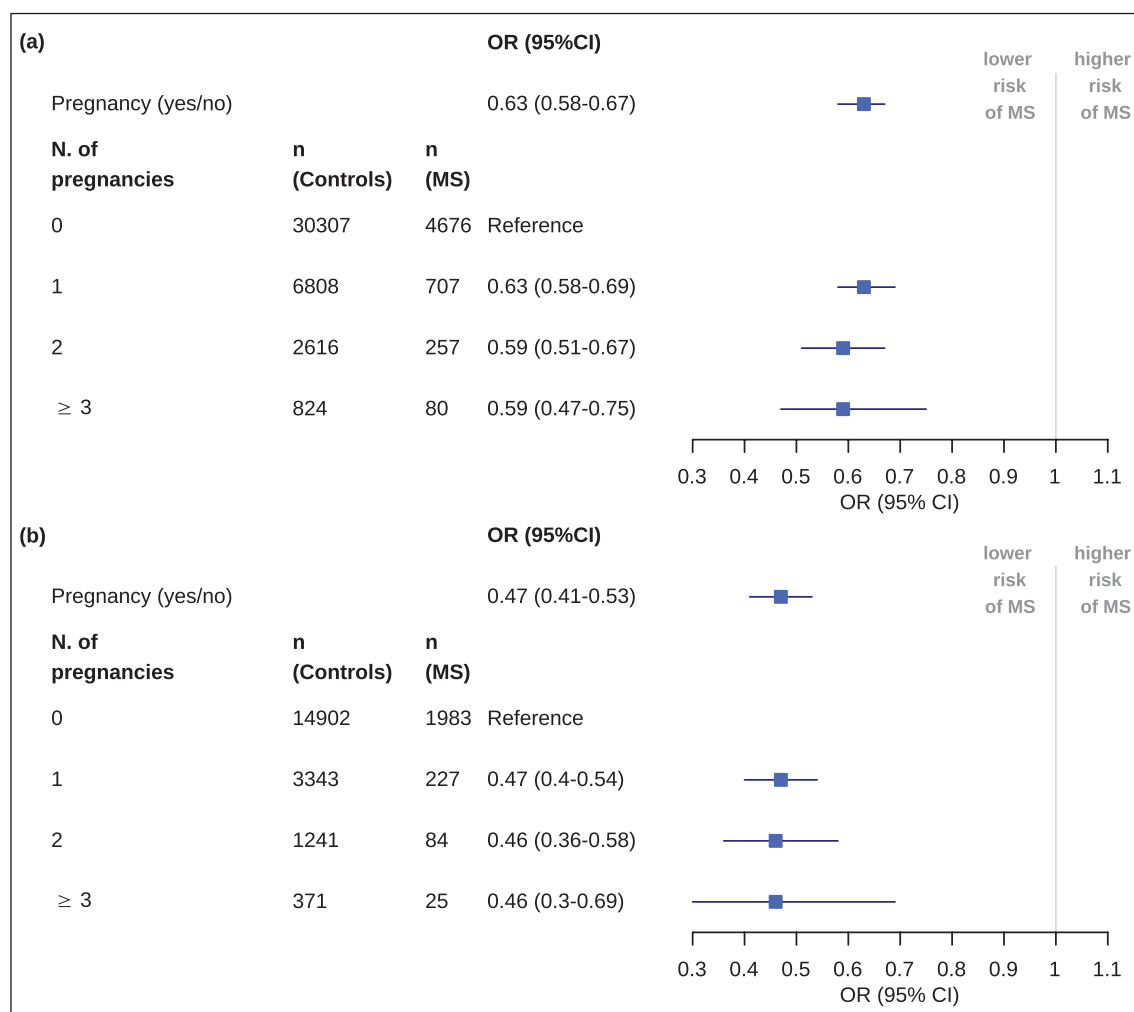 (a) OR (95%CI)
lower higher
risk risk
of MS of MS
Pregnancy (yes/no) 0.63 (0.58-0.67)
N. of n n
pregnancies (Controls) (MS)
0 30307 4676 Reference
1 6808 707 0.63 (0.58-0.69)
2 2616 257 0.59 (0.51-0.67)
≥ 3 824 80 0.59 (0.47-0.75)
0.3 0.4 0.5 0.6 0.7 0.8 0.9 1 1.1
OR (95% CI)
(b) OR (95%CI)
lower higher
risk risk
of MS of MS
Pregnancy (yes/no) 0.47 (0.41-0.53)
N. of n n
pregnancies (Controls) (MS)
0 14902 1983 Reference
1 3343 227 0.47 (0.4-0.54)
2 1241 84 0.46 (0.36-0.58)
≥ 3 371 25 0.46 (0.3-0.69)
0.3 0.4 0.5 0.6 0.7 0.8 0.9 1 1.1
OR (95% CI)